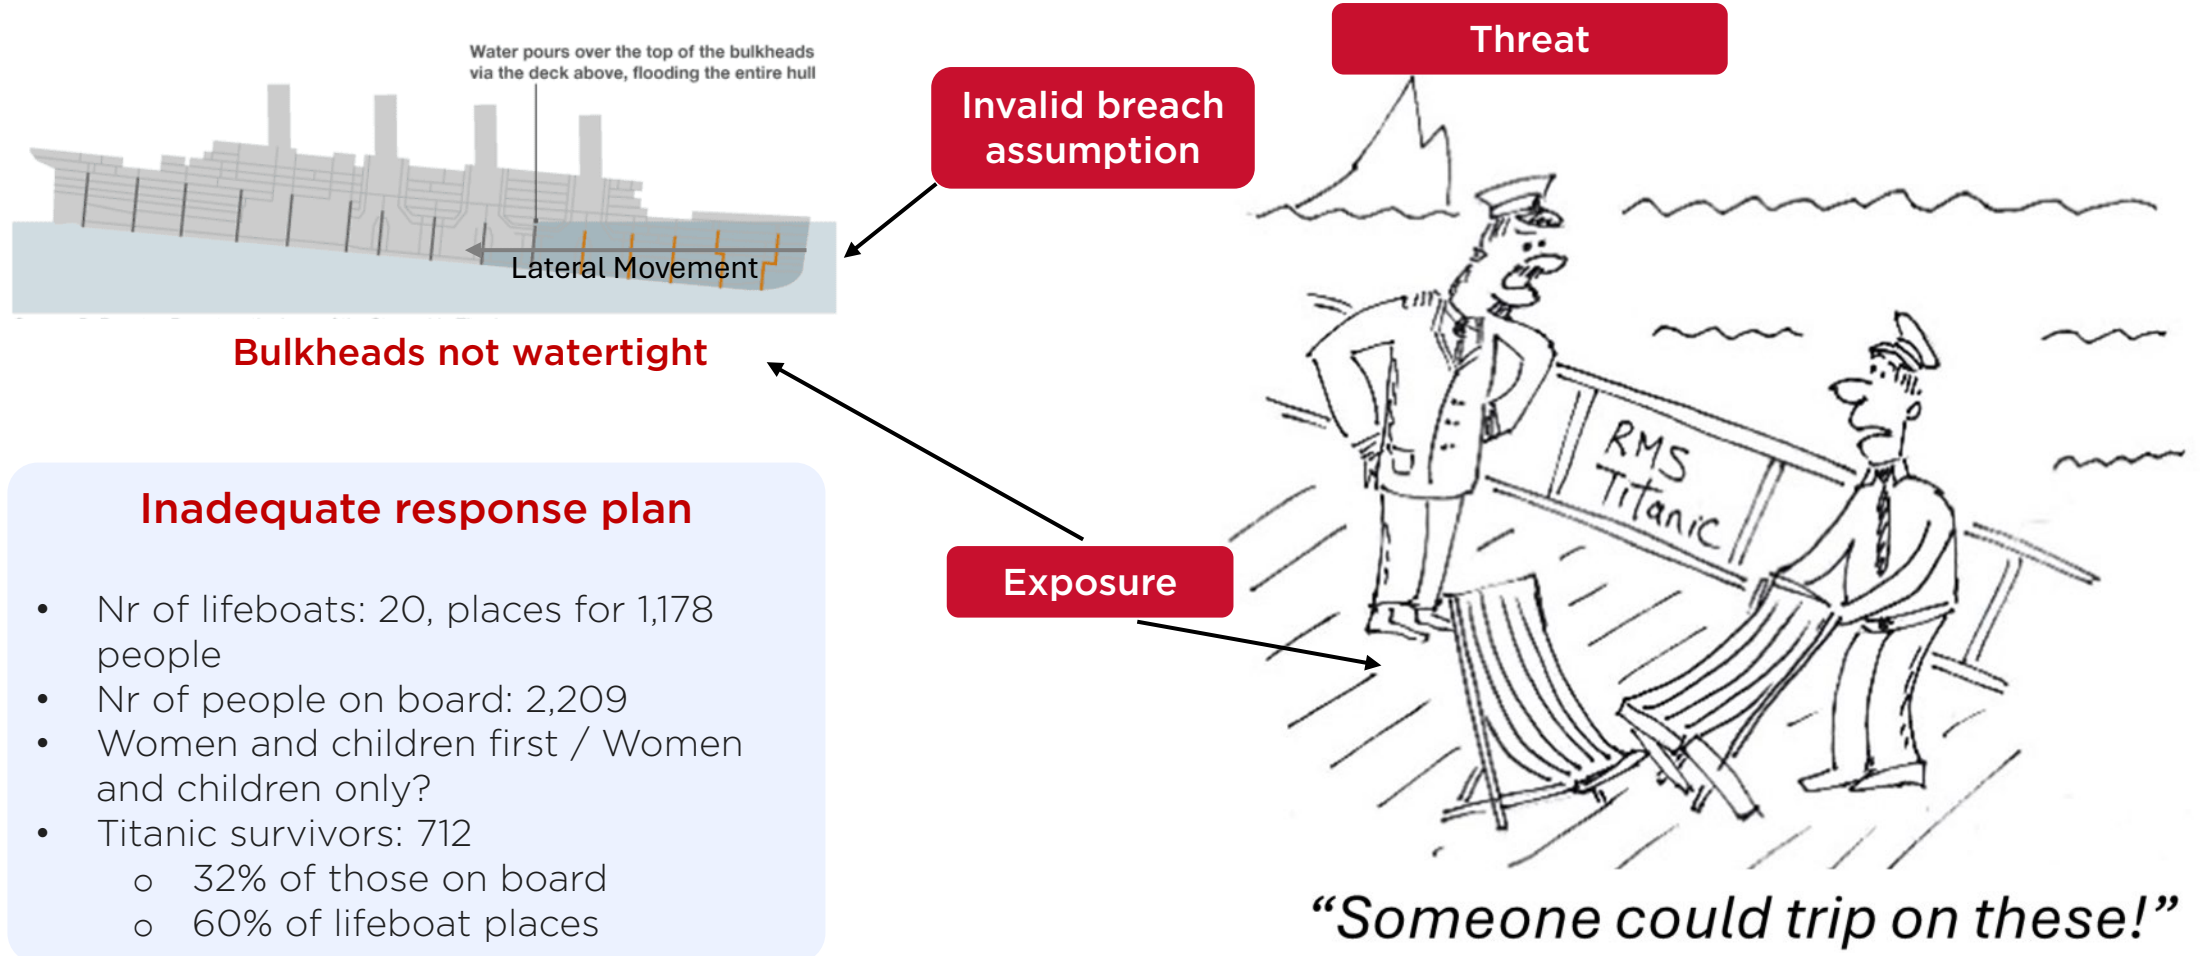 Water pours over the top of the bulkheads
via the deck above, flooding the entire hull
Lateral Movement
Bulkheads not watertight
Invalid breach
assumption
Threat
Exposure
RMS
Titanic
"Someone could trip on these!"
Inadequate response plan
• Nr of lifeboats: 20, places for 1,178
people
• Nr of people on board: 2,209
• Women and children first / Women
and children only?
• Titanic survivors: 712
o 32% of those on board
o 60% of lifeboat places